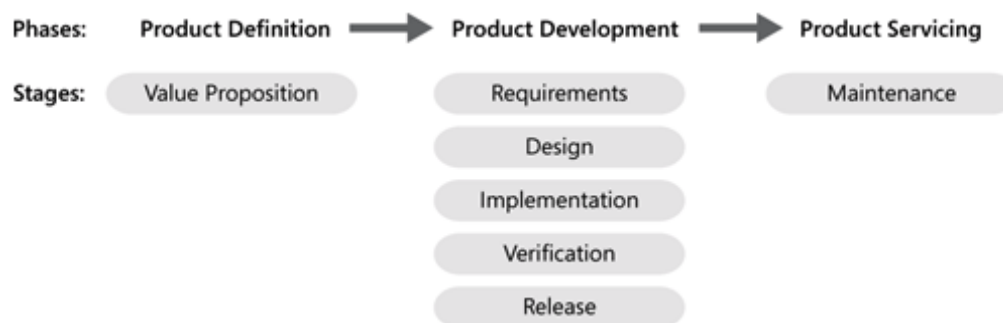 Phases: Product Definition Product Development Product Servicing
Stages: Value Proposition Requirements Maintenance
Design
Implementation
Verification
Release